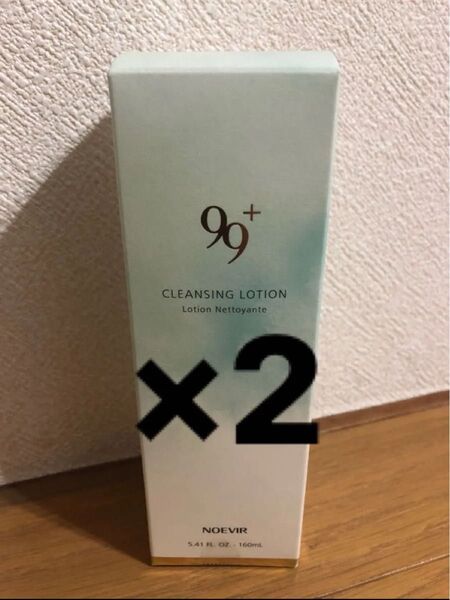 99+
CLEANSING LOTION
Lotion Nettoyante
×2
NOEVIR
5.41 FL. OZ. - 160mL